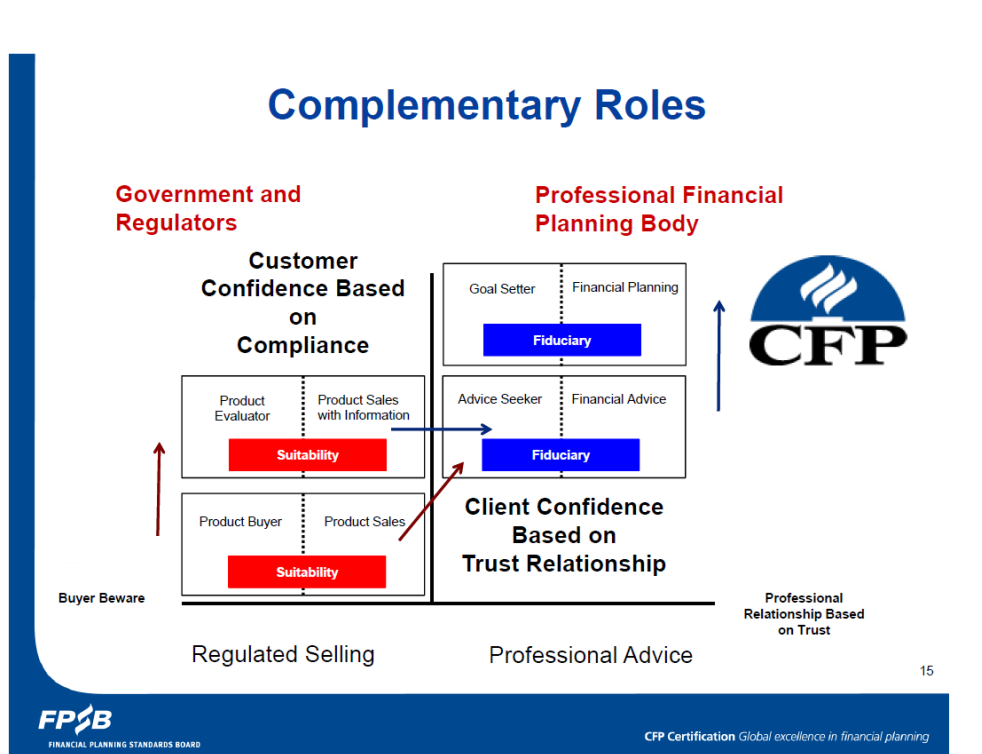 Complementary Roles
Government and
Regulators
Professional Financial
Planning Body
Customer
Confidence Based
on
Compliance
Goal Setter
Financial Planning
Fiduciary
CFP
Product
Evaluator
Product Sales
with Information
Suitability
Advice Seeker
Financial Advice
Fiduciary
Product Buyer
Product Sales
Suitability
Client Confidence
Based on
Trust Relationship
Buyer Beware
Professional
Relationship Based
on Trust
Regulated Selling
Professional Advice
15
FPSB
FINANCIAL PLANNING STANDARDS BOARD
CFP Certification Global excellence in financial planning